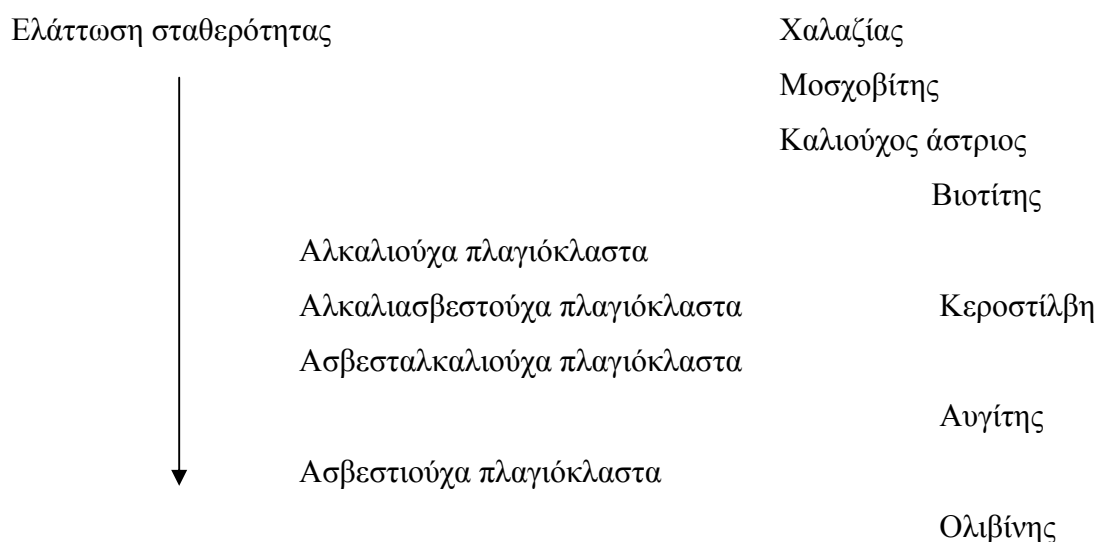 Ελάττωση σταθερότητας Χαλαζίας
Μοσχοβίτης
Καλιούχος άστριος
Βιοτίτης
Αλκαλιούχα πλαγιόκλαστα
Αλκαλιασβεστούχα πλαγιόκλαστα Κεροστίλβη
Ασβεσταλκαλιούχα πλαγιόκλαστα
Αυγίτης
Ασβεστιούχα πλαγιόκλαστα
Ολιβίνης